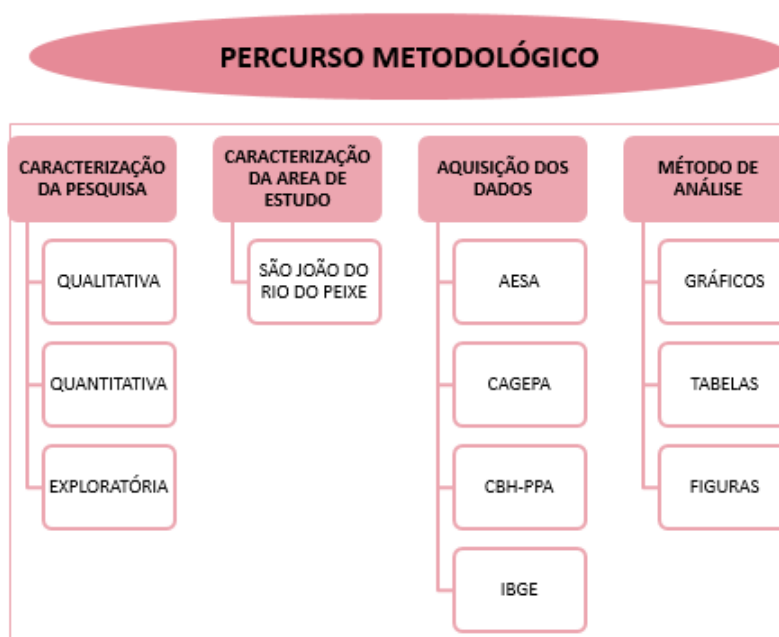 PERCURSO METODOLÓGICO
CARACTERIZAÇÃO
DA PESQUISA
QUALITATIVA
QUANTITATIVA
EXPLORATÓRIA
CARACTERIZAÇÃO
DA AREA DE
ESTUDO
SÃO JOÃO DO
RIO DO PEIXE
AQUISIÇÃO DOS
DADOS
AESA
CAGEPA
CBH-PPA
IBGE
MÉTODO DE
ANÁLISE
GRÁFICOS
TABELAS
FIGURAS